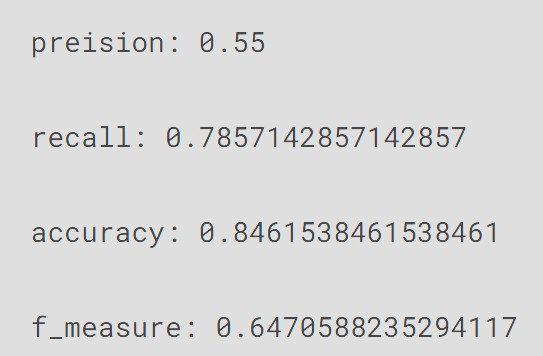 preision: 0.55
recall: 0.7857142857142857
accuracy: 0.8461538461538461
f_measure: 0.6470588235294117